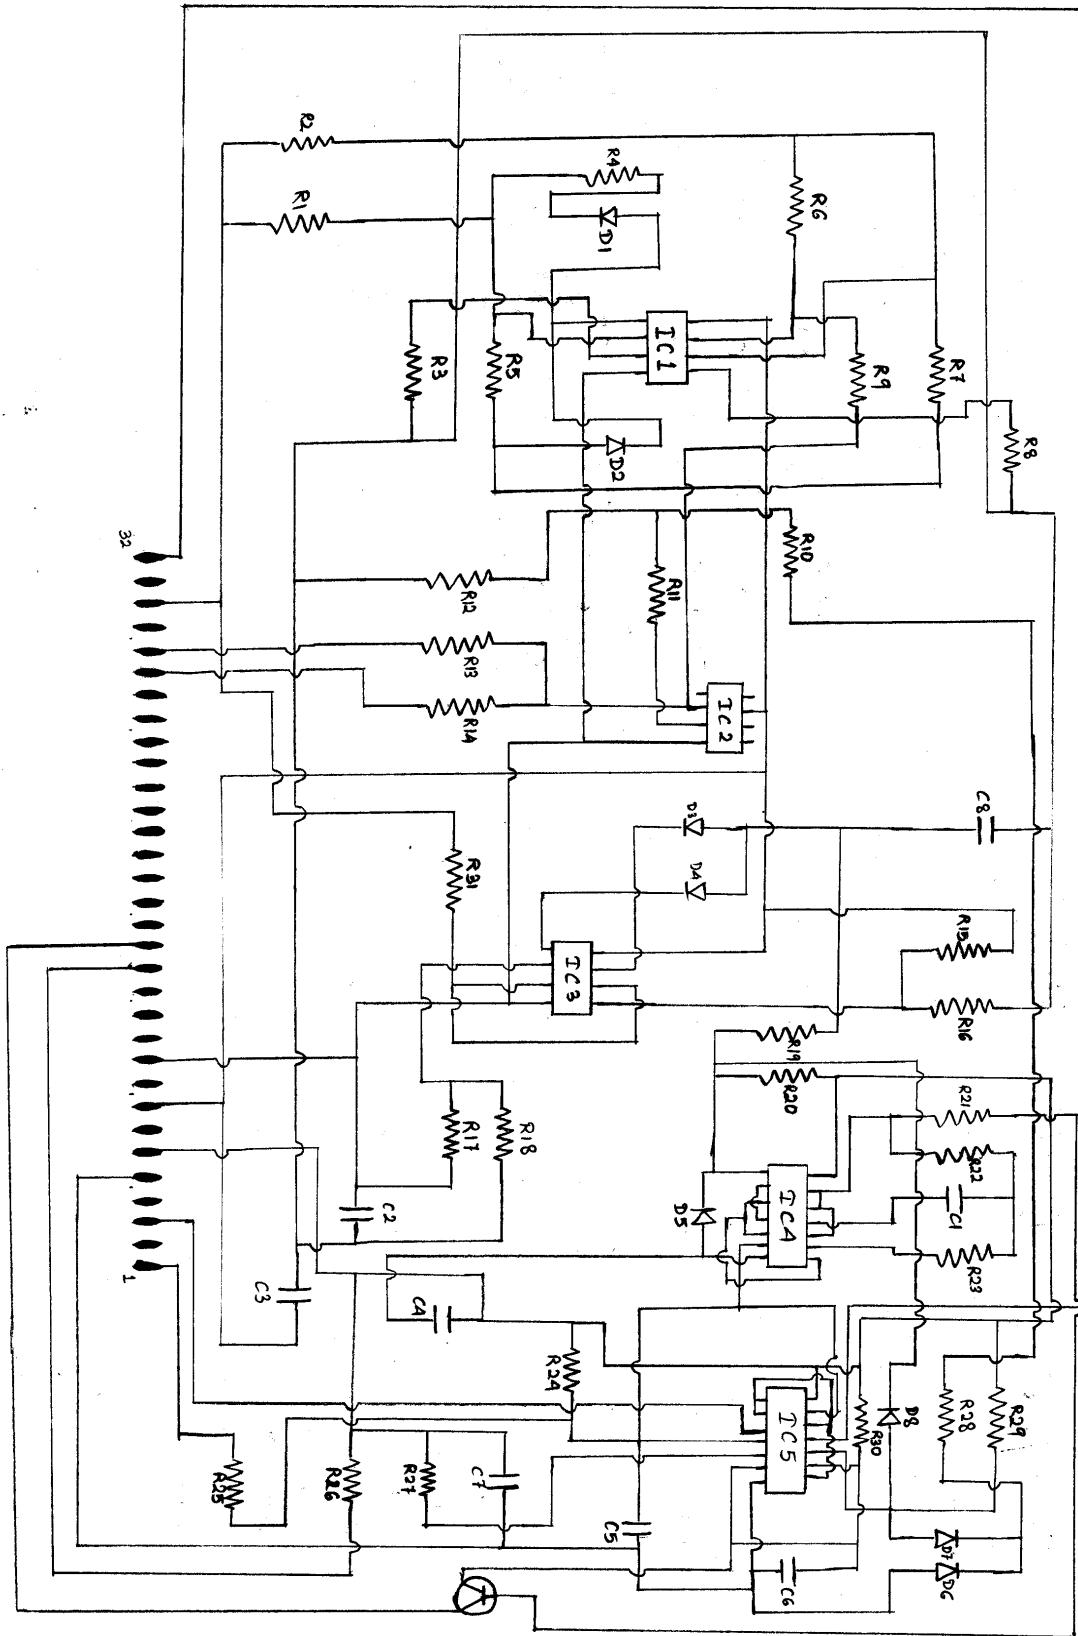 R2
R1
R4
D1
R6
R3
R5
IC1
R9
R7
R8
D2
32
R12
R13
R14
R11
R10
IC2
R31
D3
D4
C8
IC3
R15
R16
R17
R18
R19
R20
R21
R22
C1
R23
C2
D5
IC4
C3
C4
R24
IC5
R30
D8
R28
R29
1
R25
R26
R27
C7
C5
C6
D7
D6